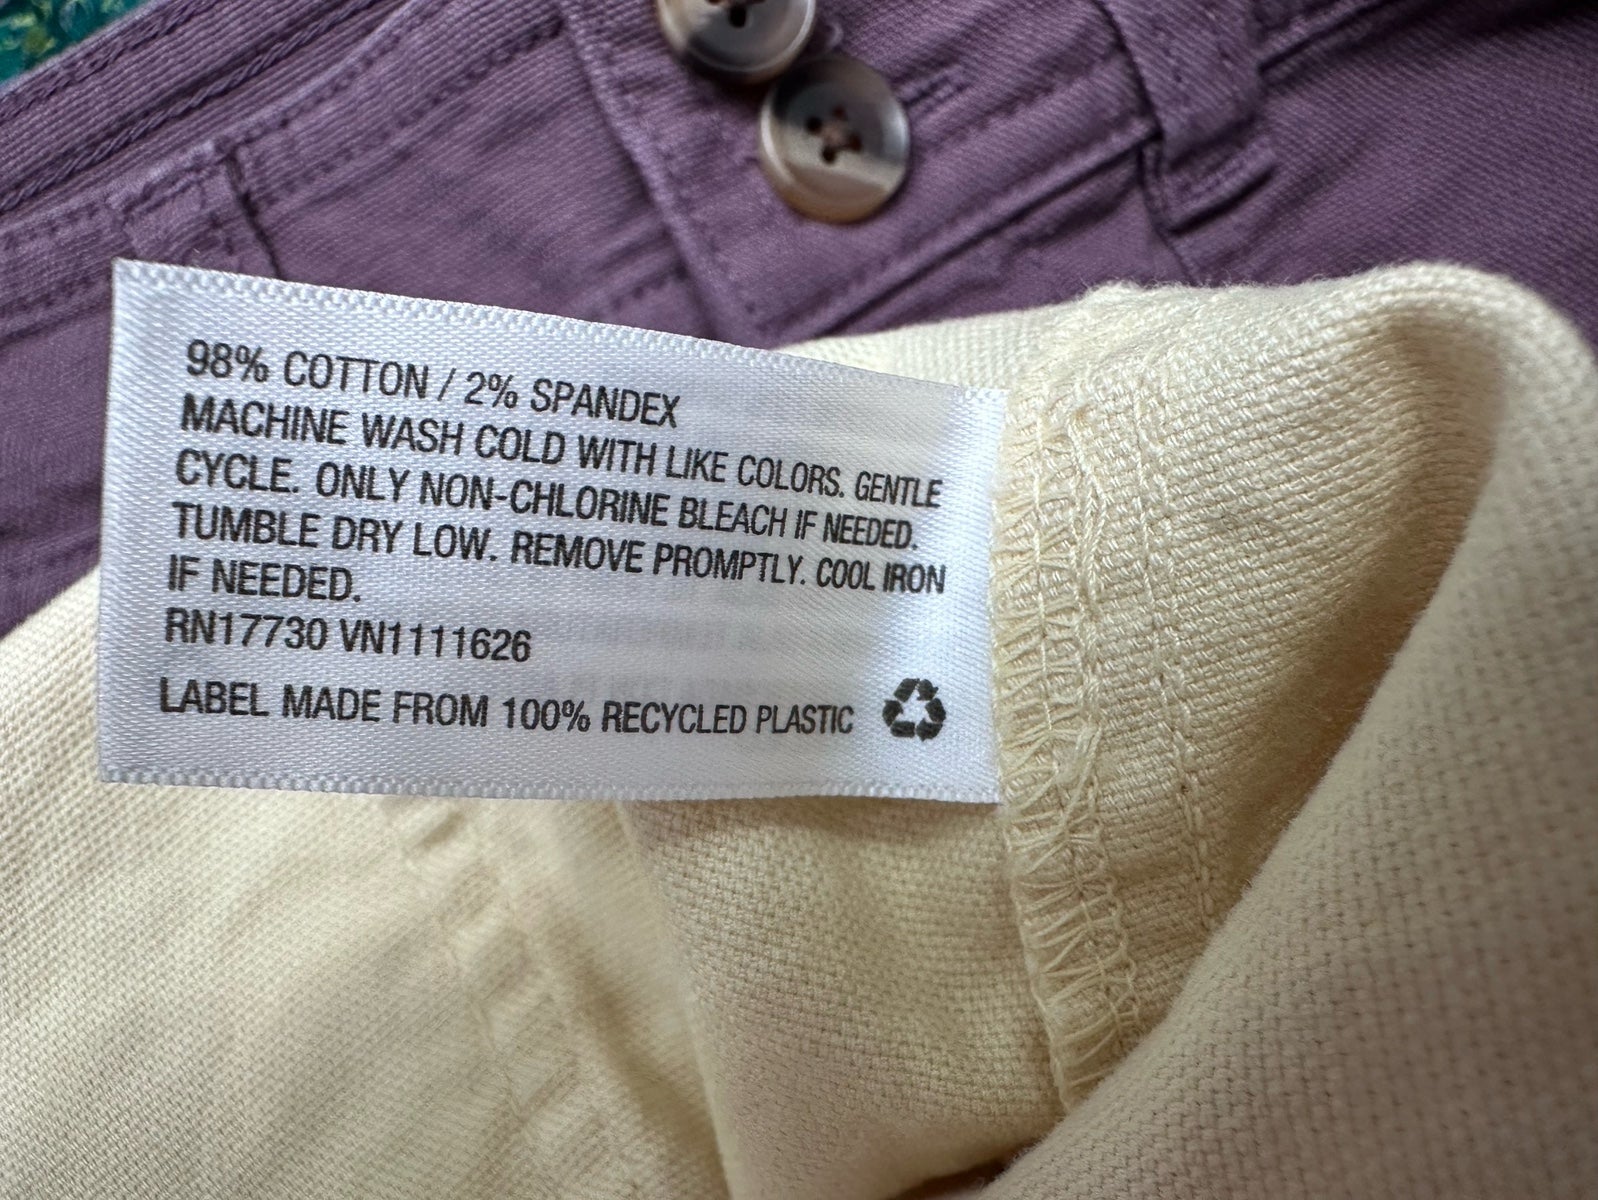 98% COTTON / 2% SPANDEX
MACHINE WASH COLD WITH LIKE COLORS. GENTLE
CYCLE. ONLY NON-CHLORINE BLEACH IF NEEDED.
TUMBLE DRY LOW. REMOVE PROMPTLY. COOL IRON
IF NEEDED.
RN17730 VN1111626
LABEL MADE FROM 100% RECYCLED PLASTIC